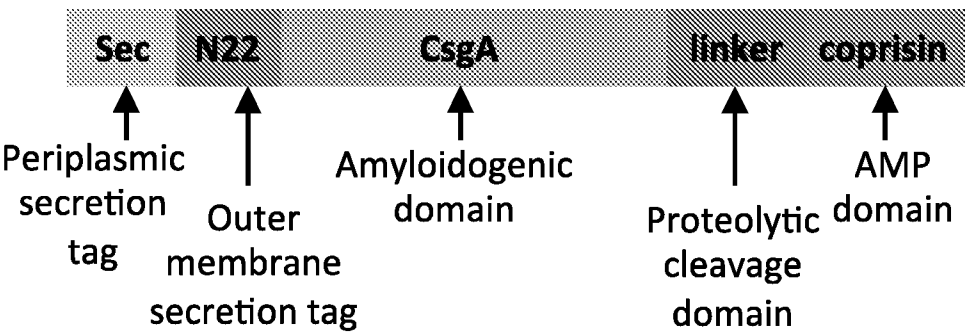 Sec N22 CsgA linker coprisin
Periplasmic
secretion
tag
Outer
membrane
secretion tag
Amyloidogenic
domain
Proteolytic
cleavage
domain
AMP
domain